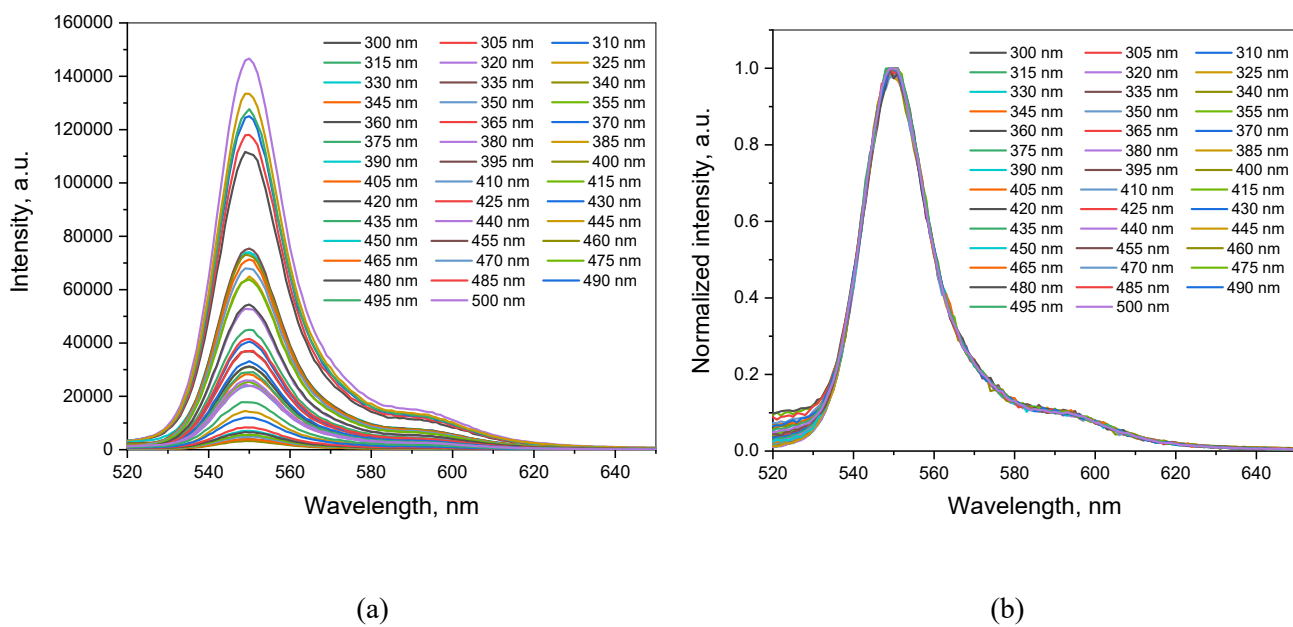 160000
140000
120000
100000
80000
60000
40000
20000
0
Intensity, a.u.
300 nm 305 nm 310 nm
315 nm 320 nm 325 nm
330 nm 335 nm 340 nm
345 nm 350 nm 355 nm
360 nm 365 nm 370 nm
375 nm 380 nm 385 nm
390 nm 395 nm 400 nm
405 nm 410 nm 415 nm
420 nm 425 nm 430 nm
435 nm 440 nm 445 nm
450 nm 455 nm 460 nm
465 nm 470 nm 475 nm
480 nm 485 nm 490 nm
495 nm 500 nm
520 540 560 580 600 620 640
Wavelength, nm
(a)
1.0
0.8
0.6
0.4
0.2
0.0
Normalized intensity, a.u.
300 nm 305 nm 310 nm
315 nm 320 nm 325 nm
330 nm 335 nm 340 nm
345 nm 350 nm 355 nm
360 nm 365 nm 370 nm
375 nm 380 nm 385 nm
390 nm 395 nm 400 nm
405 nm 410 nm 415 nm
420 nm 425 nm 430 nm
435 nm 440 nm 445 nm
450 nm 455 nm 460 nm
465 nm 470 nm 475 nm
480 nm 485 nm 490 nm
495 nm 500 nm
520 540 560 580 600 620 640
Wavelength, nm
(b)